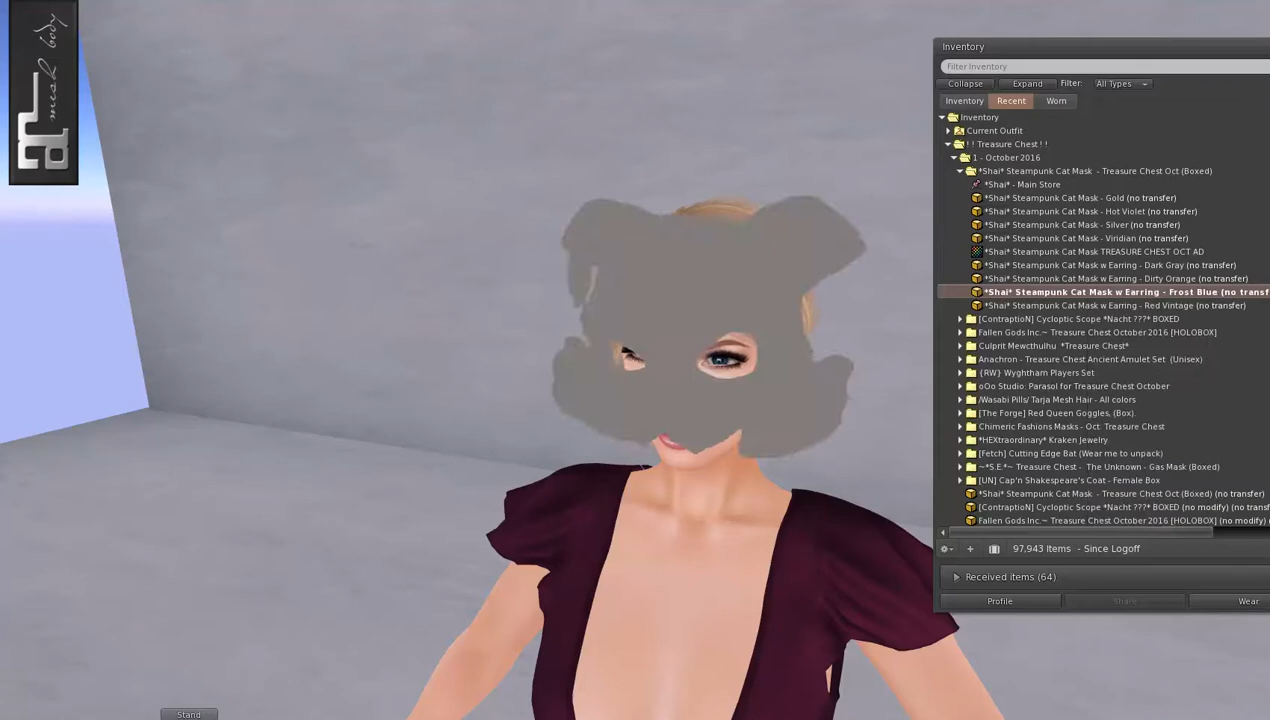 mesh body
Inventory
Filter Inventory
Collapse Expand Filter: All Types
Inventory Recent Worn
Inventory
Current Outfit
! ! Treasure Chest ! !
1 - October 2016
*Shai* Steampunk Cat Mask - Treasure Chest Oct (Boxed)
*Shai* - Main Store
*Shai* Steampunk Cat Mask - Gold (no transfer)
*Shai* Steampunk Cat Mask - Hot Violet (no transfer)
*Shai* Steampunk Cat Mask - Silver (no transfer)
*Shai* Steampunk Cat Mask - Viridian (no transfer)
*Shai* Steampunk Cat Mask TREASURE CHEST OCT AD
*Shai* Steampunk Cat Mask w Earring - Dark Gray (no transfer)
*Shai* Steampunk Cat Mask w Earring - Dirty Orange (no transfer)
*Shai* Steampunk Cat Mask w Earring - Frost Blue (no transf
*Shai* Steampunk Cat Mask w Earring - Red Vintage (no transfer)
[ContraptioN] Cycloptic Scope *Nacht ???* BOXED
Fallen Gods Inc.~ Treasure Chest October 2016 [HOLOBOX]
Culprit Mewcthulhu *Treasure Chest*
Anachron - Treasure Chest Ancient Amulet Set (Unisex)
{RW} Wyghtham Players Set
oOo Studio: Parasol for Treasure Chest October
/Wasabi Pills/ Tarja Mesh Hair - All colors
[The Forge] Red Queen Goggles, (Box).
Chimeric Fashions Masks - Oct. Treasure Chest
*HEXtraordinary* Kraken Jewelry
[Fetch] Cutting Edge Bat (Wear me to unpack)
~*S.E.*~ Treasure Chest - The Unknown - Gas Mask (Boxed)
[UN] Cap'n Shakespeare's Coat - Female Box
*Shai* Steampunk Cat Mask - Treasure Chest Oct (Boxed) (no transfer)
[ContraptioN] Cycloptic Scope *Nacht ???* BOXED (no modify) (no transf
Fallen Gods Inc.~ Treasure Chest October 2016 [HOLOBOX] (no modify) (
97,943 Items - Since Logoff
Received items (64)
Profile Share Wear
Stand